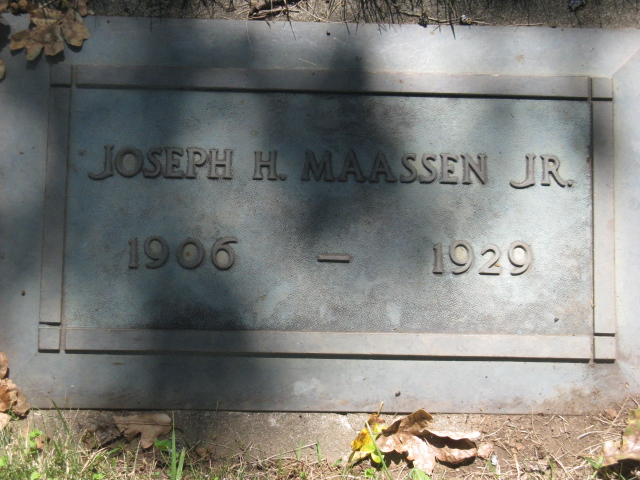 JOSEPH H. MAASSEN JR.
1906 – 1929